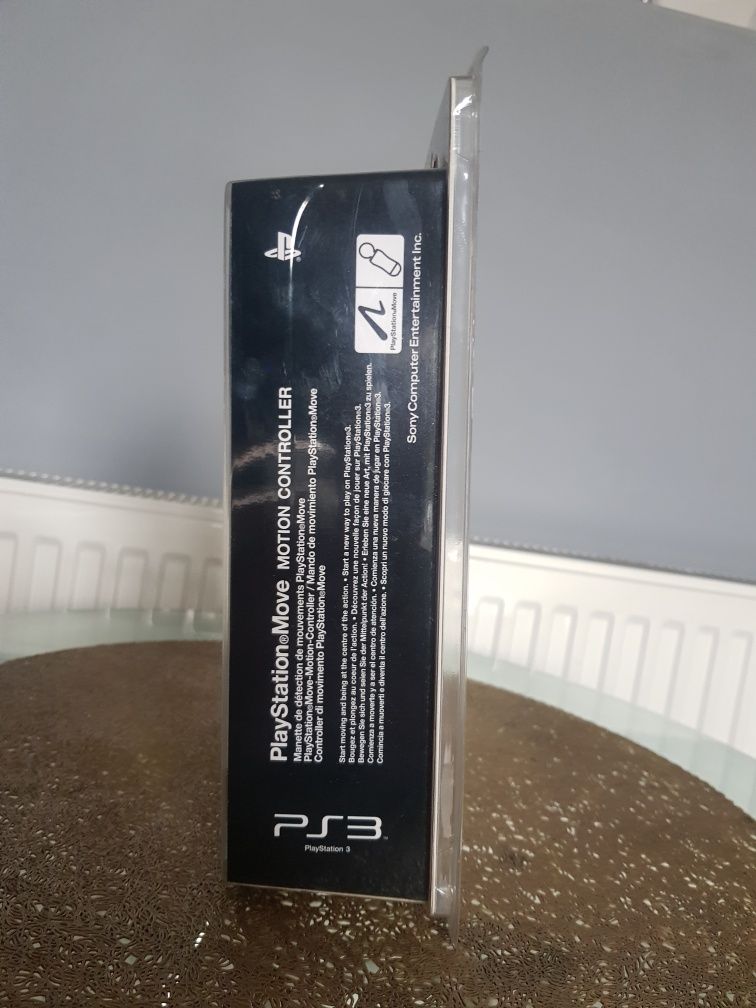 PlayStation®Move MOTION CONTROLLER
Manette de détection de mouvements PlayStation®Move
PlayStation®Move-Motion-Controller / Mando de movimiento PlayStation®Move
Controller di movimento PlayStation®Move
Start moving and being at the centre of the action. • Start a new way to play on PlayStation®3.
Bougez et plongez au coeur de l'action. • Découvrez une nouvelle façon de jouer sur PlayStation®3.
Bewegen Sie sich und seien Sie der Mittelpunkt der Action! • Erleben Sie eine neue Art, mit PlayStation®3 zu spielen.
Comienza a moverte y a ser el centro de atención. • Comienza una nueva manera de jugar en PlayStation®3.
Comincia a muoverti e diventa il centro dell'azione. • Scopri un nuovo modo di giocare con PlayStation®3.
PlayStation®Move
Sony Computer Entertainment Inc.
PS3™
PlayStation 3